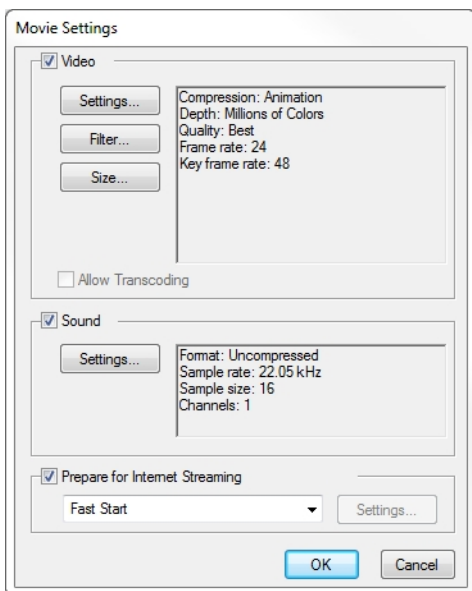 Movie Settings
Video
Settings...
Filter...
Size...
Compression: Animation
Depth: Millions of Colors
Quality: Best
Frame rate: 24
Key frame rate: 48
Allow Transcoding
Sound
Settings...
Format: Uncompressed
Sample rate: 22.05 kHz
Sample size: 16
Channels: 1
Prepare for Internet Streaming
Fast Start
Settings...
OK
Cancel